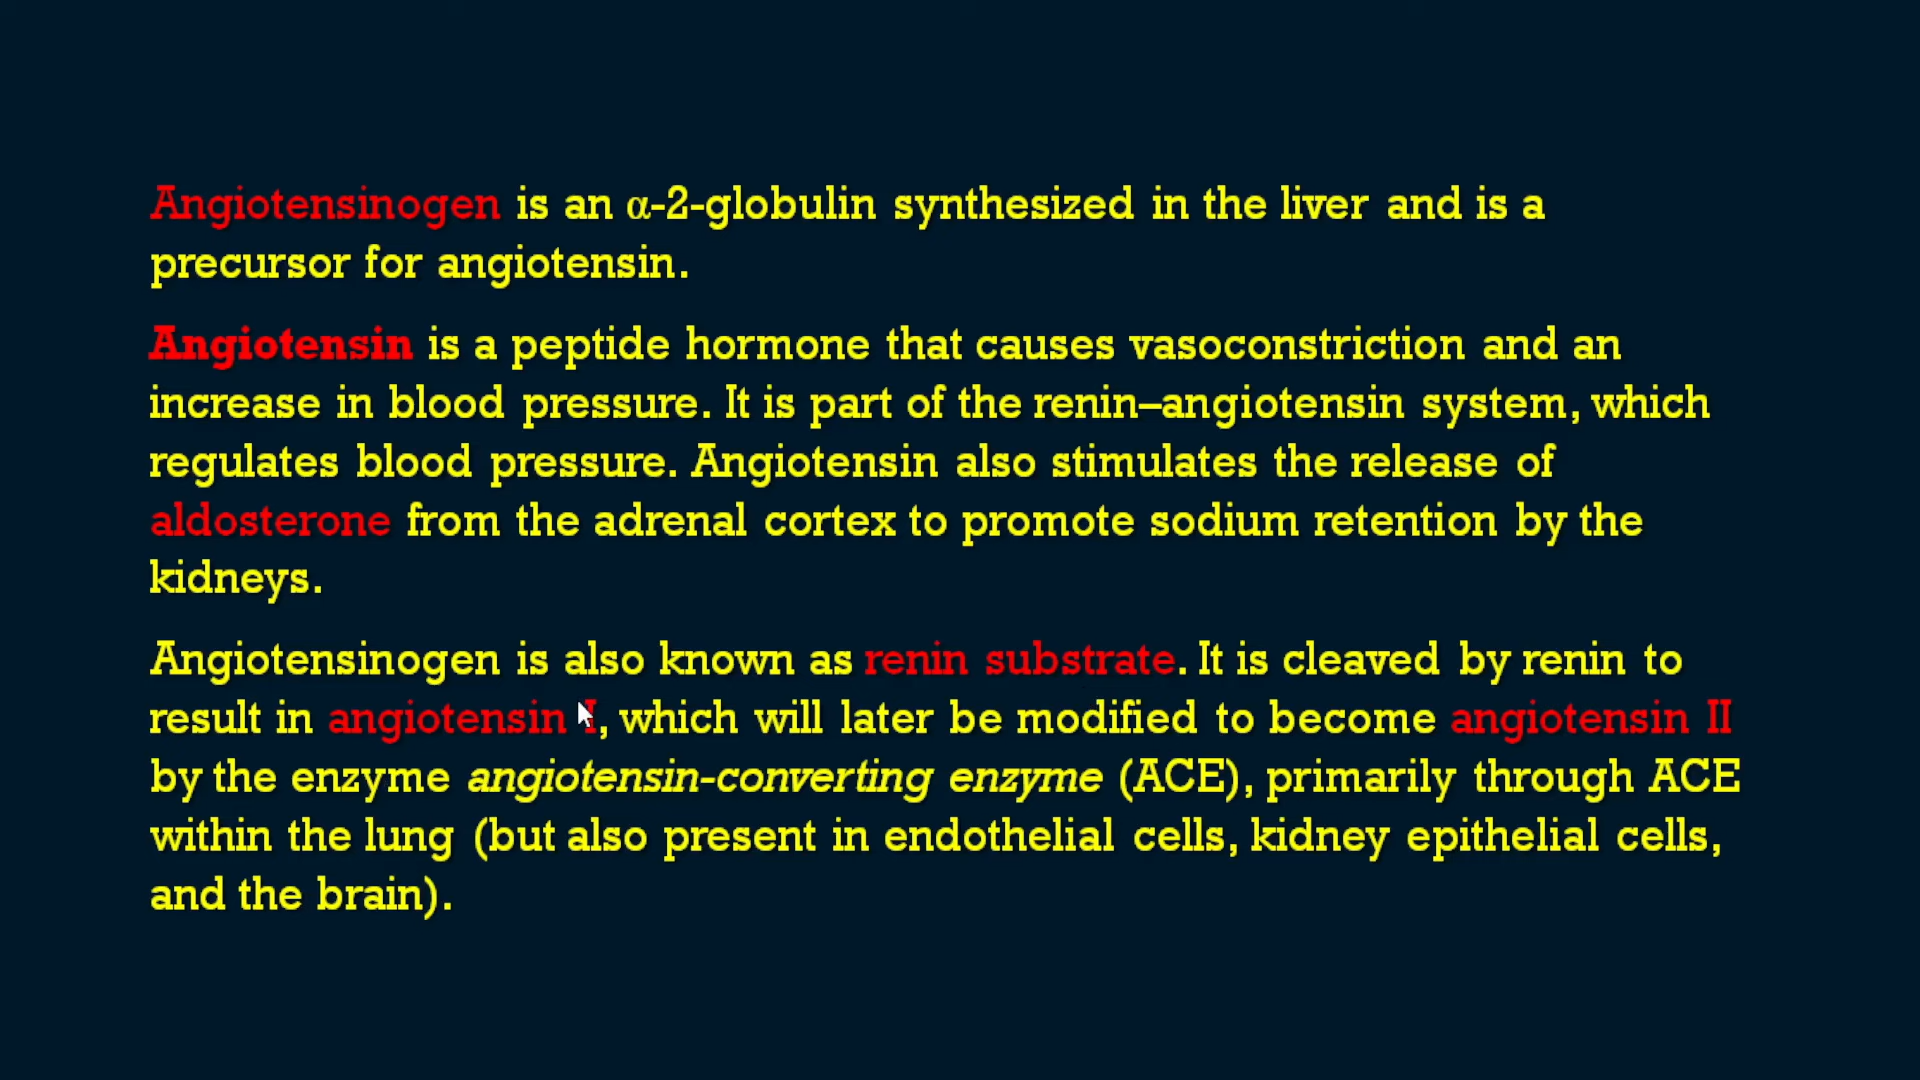 Angiotensinogen is an α-2-globulin synthesized in the liver and is a
precursor for angiotensin.
Angiotensin is a peptide hormone that causes vasoconstriction and an
increase in blood pressure. It is part of the renin–angiotensin system, which
regulates blood pressure. Angiotensin also stimulates the release of
aldosterone from the adrenal cortex to promote sodium retention by the
kidneys.
Angiotensinogen is also known as renin substrate. It is cleaved by renin to
result in angiotensin I, which will later be modified to become angiotensin II
by the enzyme angiotensin-converting enzyme (ACE), primarily through ACE
within the lung (but also present in endothelial cells, kidney epithelial cells,
and the brain).